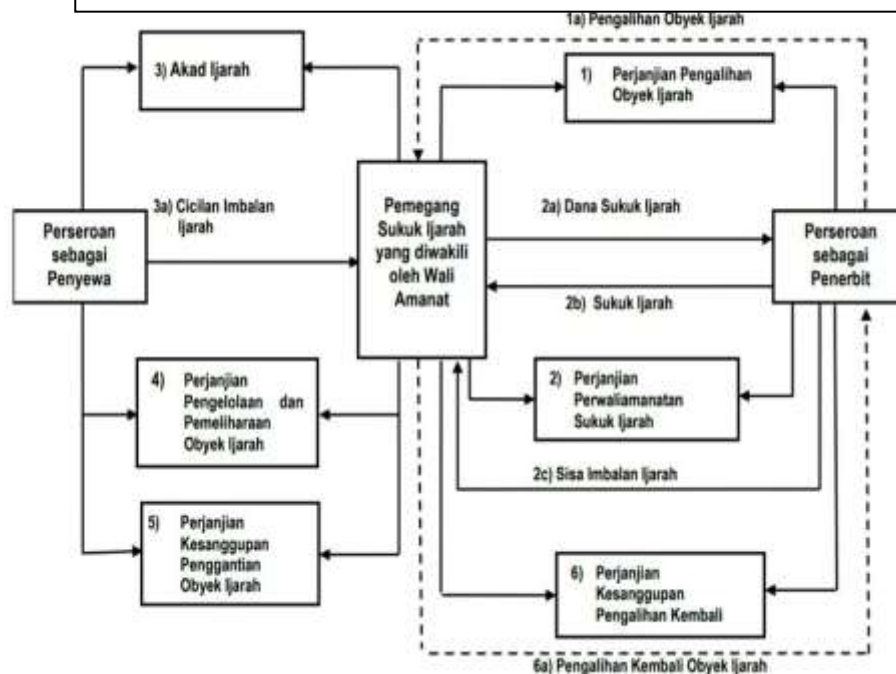 1a) Pengalihan Obyek Ijarah
3) Akad Ijarah
1) Perjanjian Pengalihan
Obyek Ijarah
3a) Cicilan Imbalan
Ijarah
Perseroan
sebagai
Penyewa
Pemegang
Sukuk Ijarah
yang diwakili
oleh Wali
Amanat
2a) Dana Sukuk Ijarah
Perseroan
sebagai
Penerbit
2b) Sukuk Ijarah
4) Perjanjian
Pengelolaan dan
Pemeliharaan
Obyek Ijarah
2) Perjanjian
Perwaliamanatan
Sukuk Ijarah
2c) Sisa Imbalan Ijarah
5) Perjanjian
Kesanggupan
Penggantian
Obyek Ijarah
6) Perjanjian
Kesanggupan
Pengalihan Kembali
6a) Pengalihan Kembali Obyek Ijarah